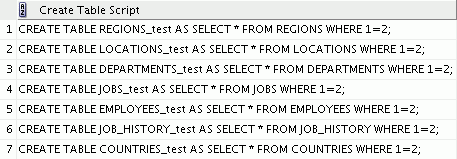 Create Table Script
1 CREATE TABLE REGIONS_test AS SELECT * FROM REGIONS WHERE 1=2;
2 CREATE TABLE LOCATIONS_test AS SELECT * FROM LOCATIONS WHERE 1=2;
3 CREATE TABLE DEPARTMENTS_test AS SELECT * FROM DEPARTMENTS WHERE 1=2;
4 CREATE TABLE JOBS_test AS SELECT * FROM JOBS WHERE 1=2;
5 CREATE TABLE EMPLOYEES_test AS SELECT * FROM EMPLOYEES WHERE 1=2;
6 CREATE TABLE JOB_HISTORY_test AS SELECT * FROM JOB_HISTORY WHERE 1=2;
7 CREATE TABLE COUNTRIES_test AS SELECT * FROM COUNTRIES WHERE 1=2;